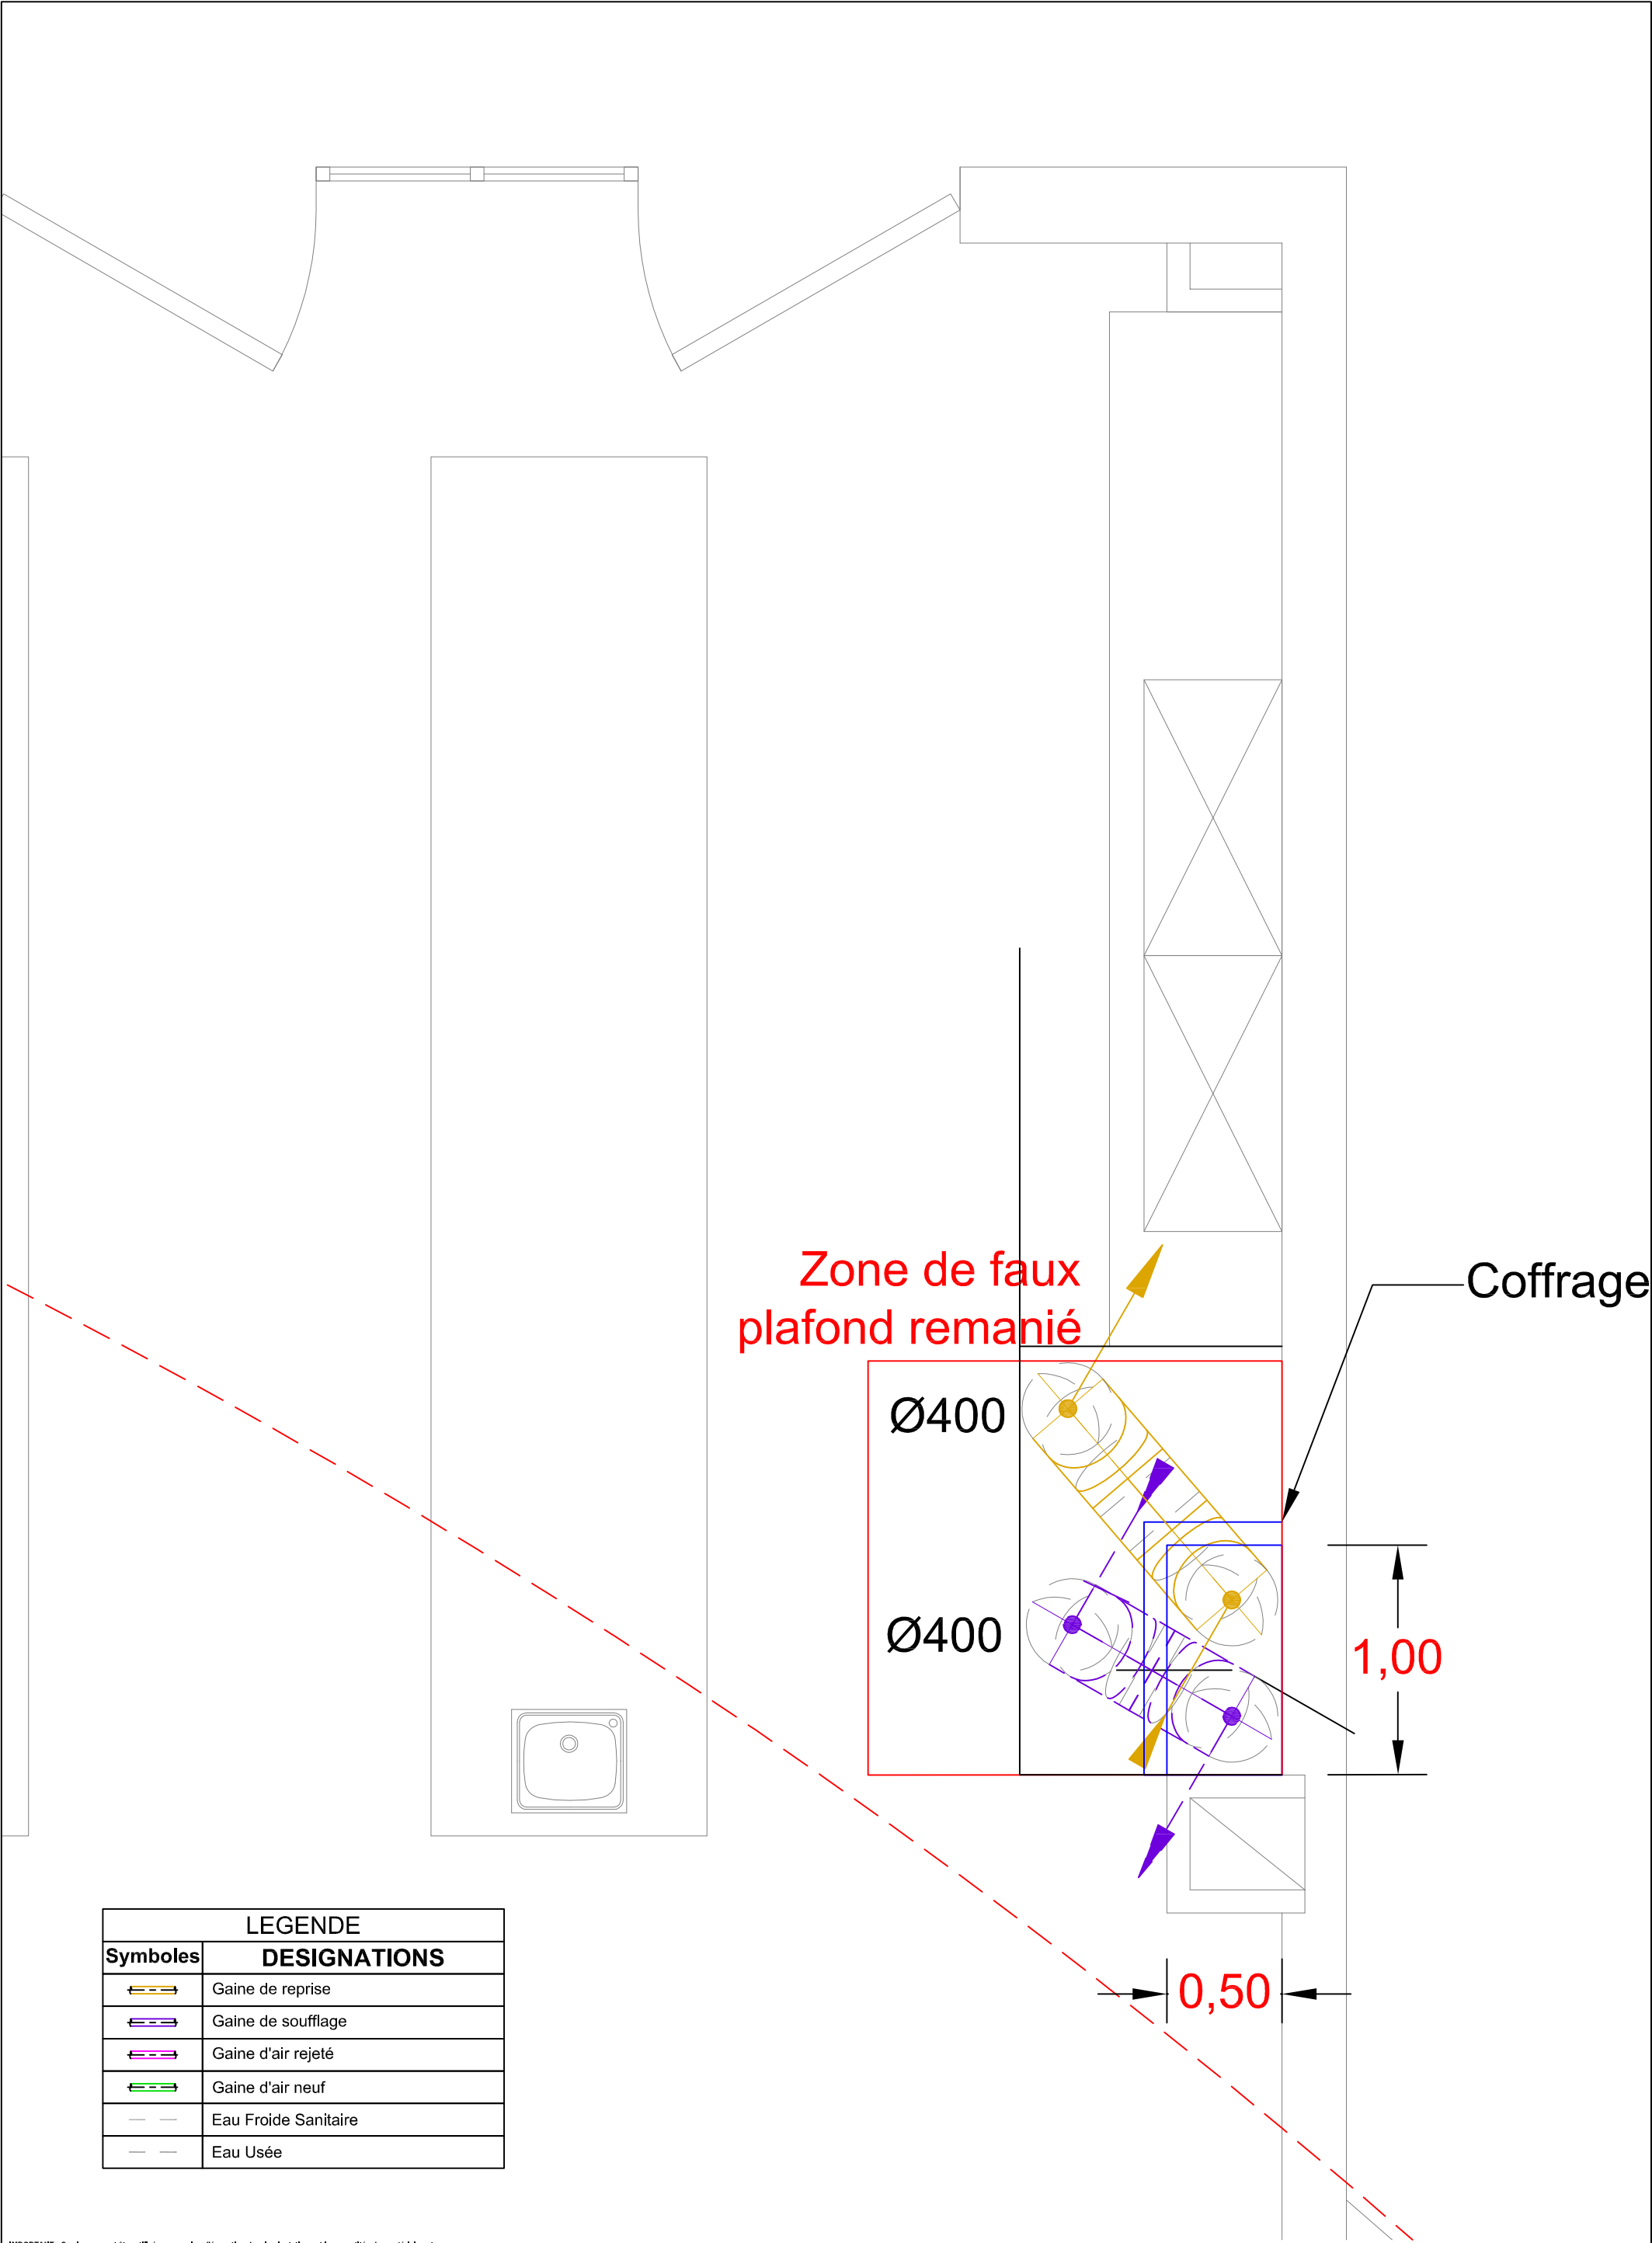 Zone de faux
plafond remanié
Coffrage
Ø400
Ø400
1,00
0,50
LEGENDE
Symboles DESIGNATIONS
Gaine de reprise
Gaine de soufflage
Gaine d'air rejeté
Gaine d'air neuf
Eau Froide Sanitaire
Eau Usée